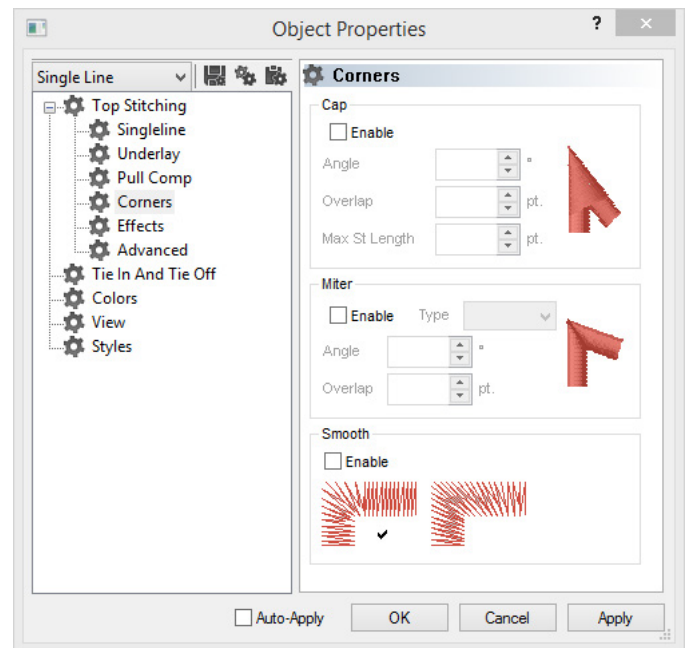 Object Properties
?
Single Line
Top Stitching
Singleline
Underlay
Pull Comp
Corners
Effects
Advanced
Tie In And Tie Off
Colors
View
Styles
Corners
Cap
Enable
Angle °
Overlap pt.
Max St Length pt.
Miter
Enable Type
Angle °
Overlap pt.
Smooth
Enable
Auto-Apply OK Cancel Apply